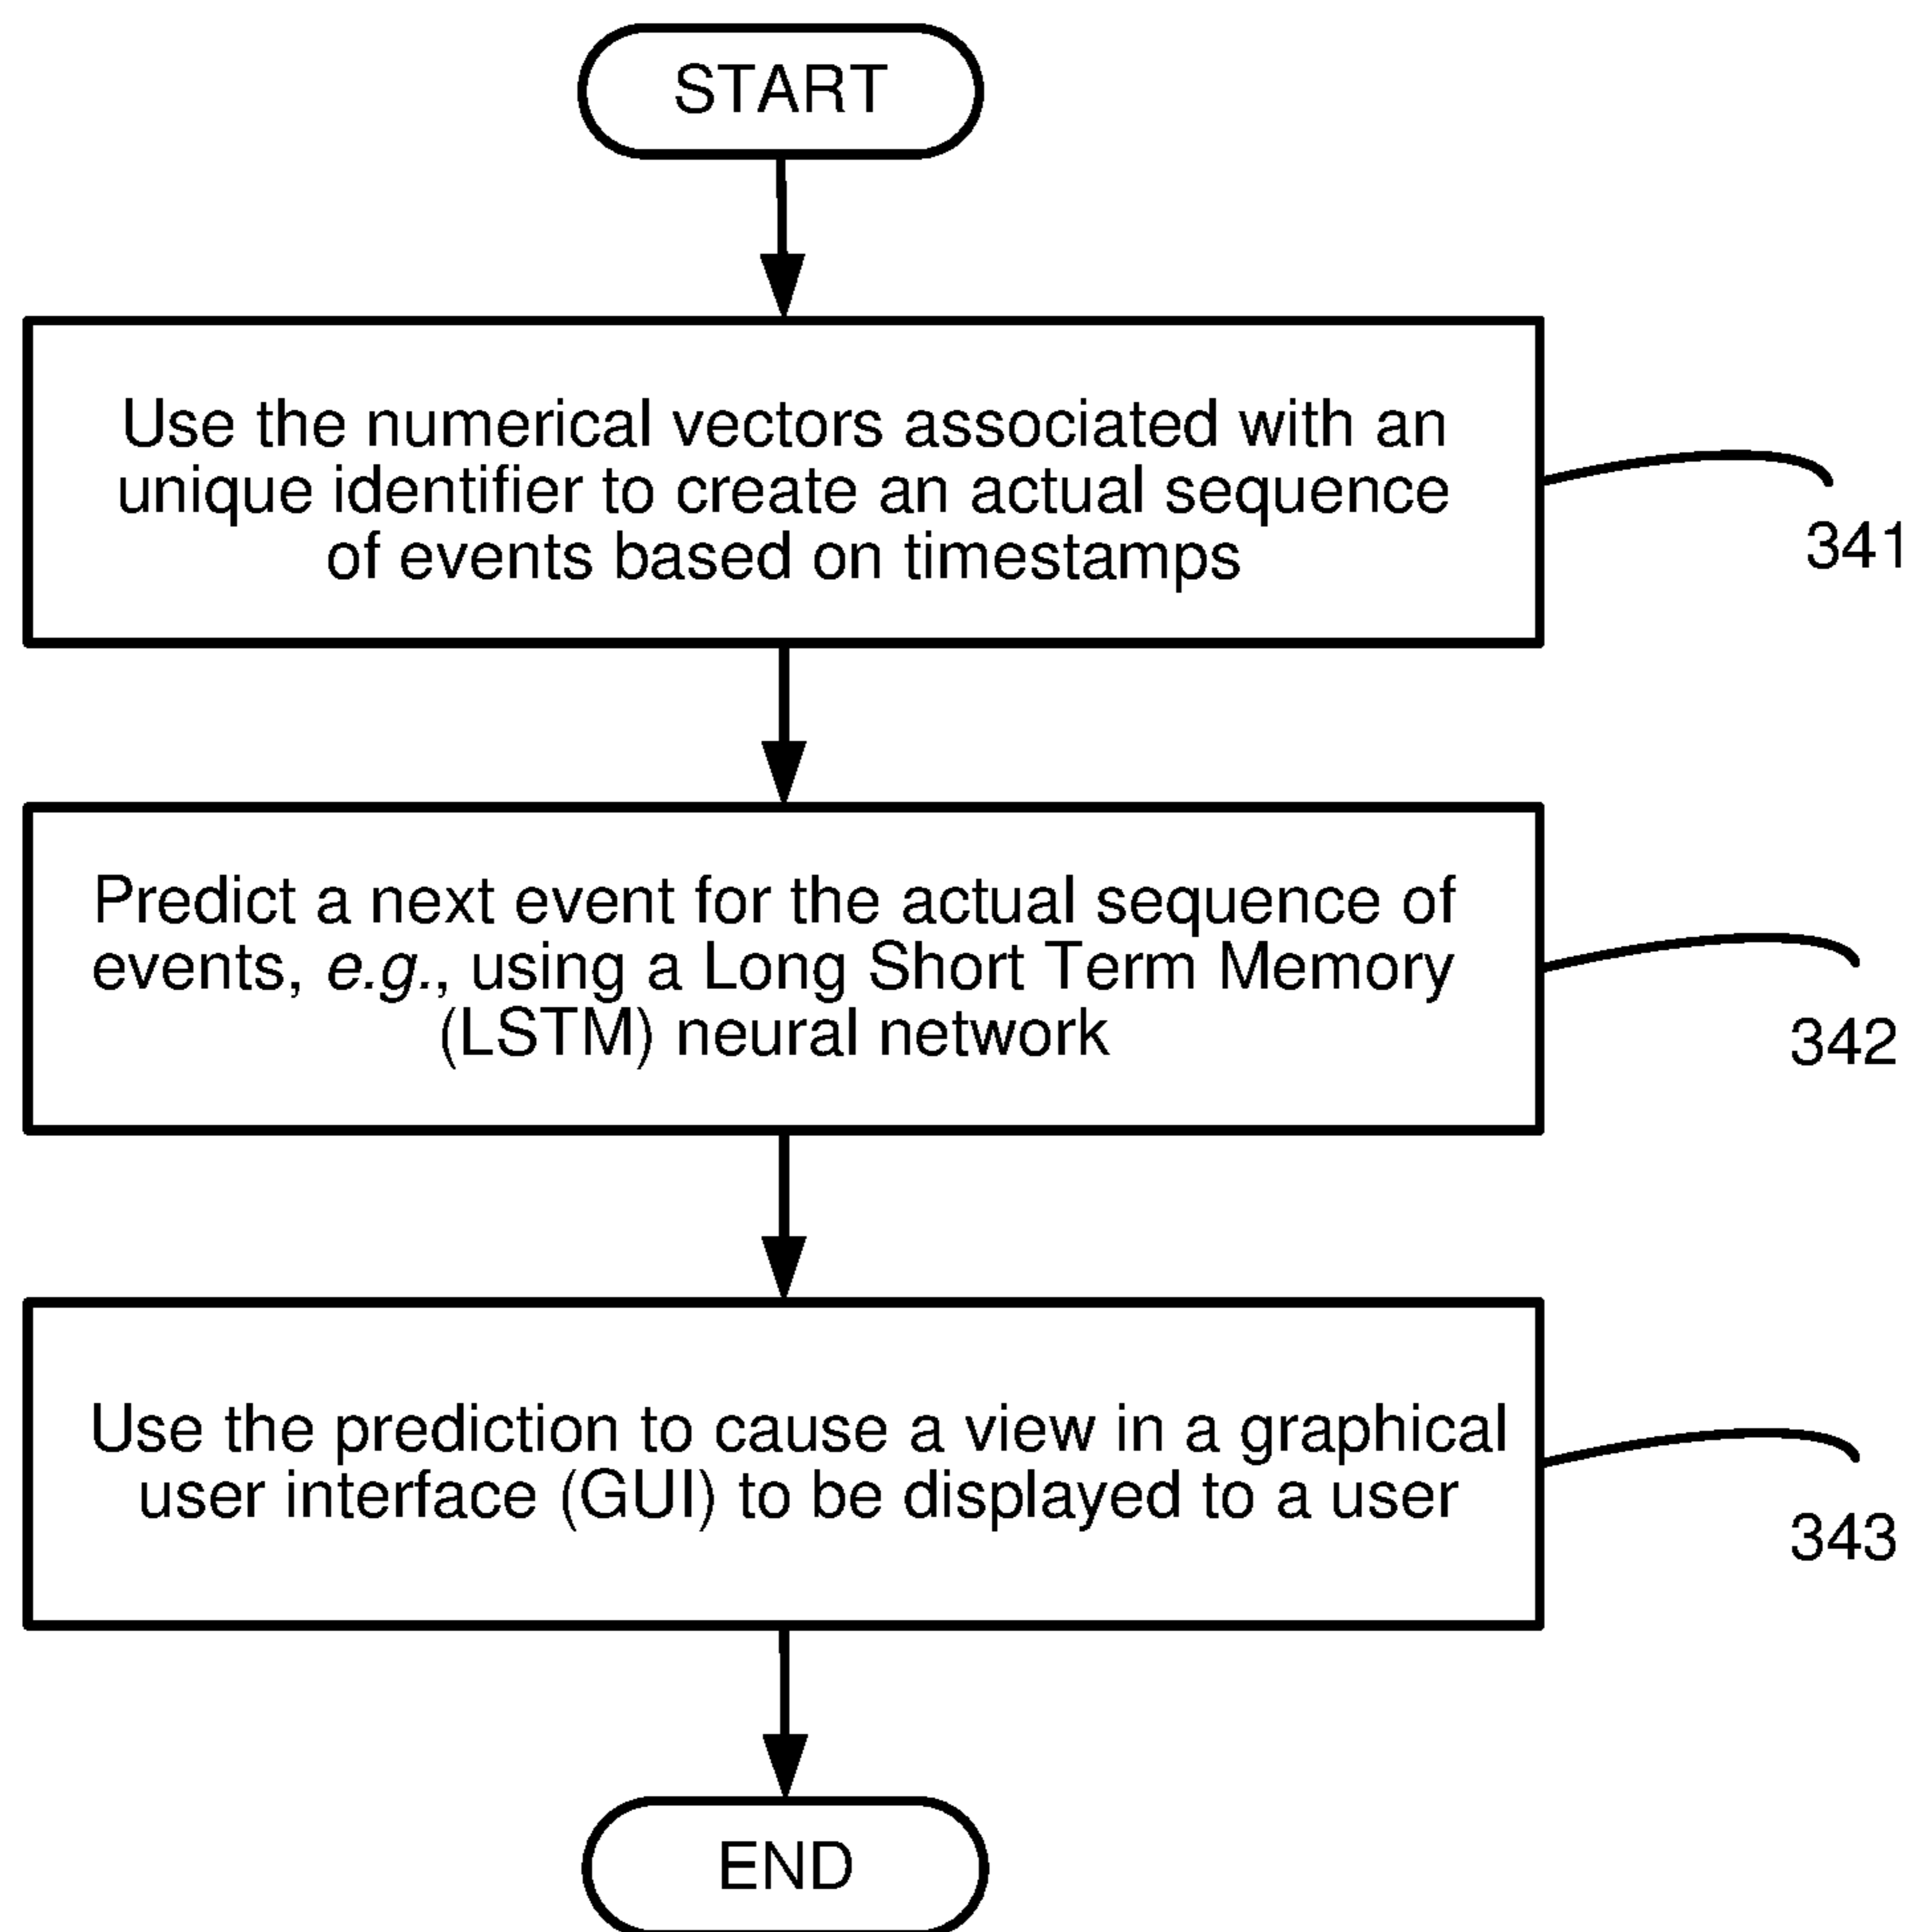 START
Use the numerical vectors associated with an
unique identifier to create an actual sequence
of events based on timestamps
341
Predict a next event for the actual sequence of
events, e.g., using a Long Short Term Memory
(LSTM) neural network
342
Use the prediction to cause a view in a graphical
user interface (GUI) to be displayed to a user
343
END